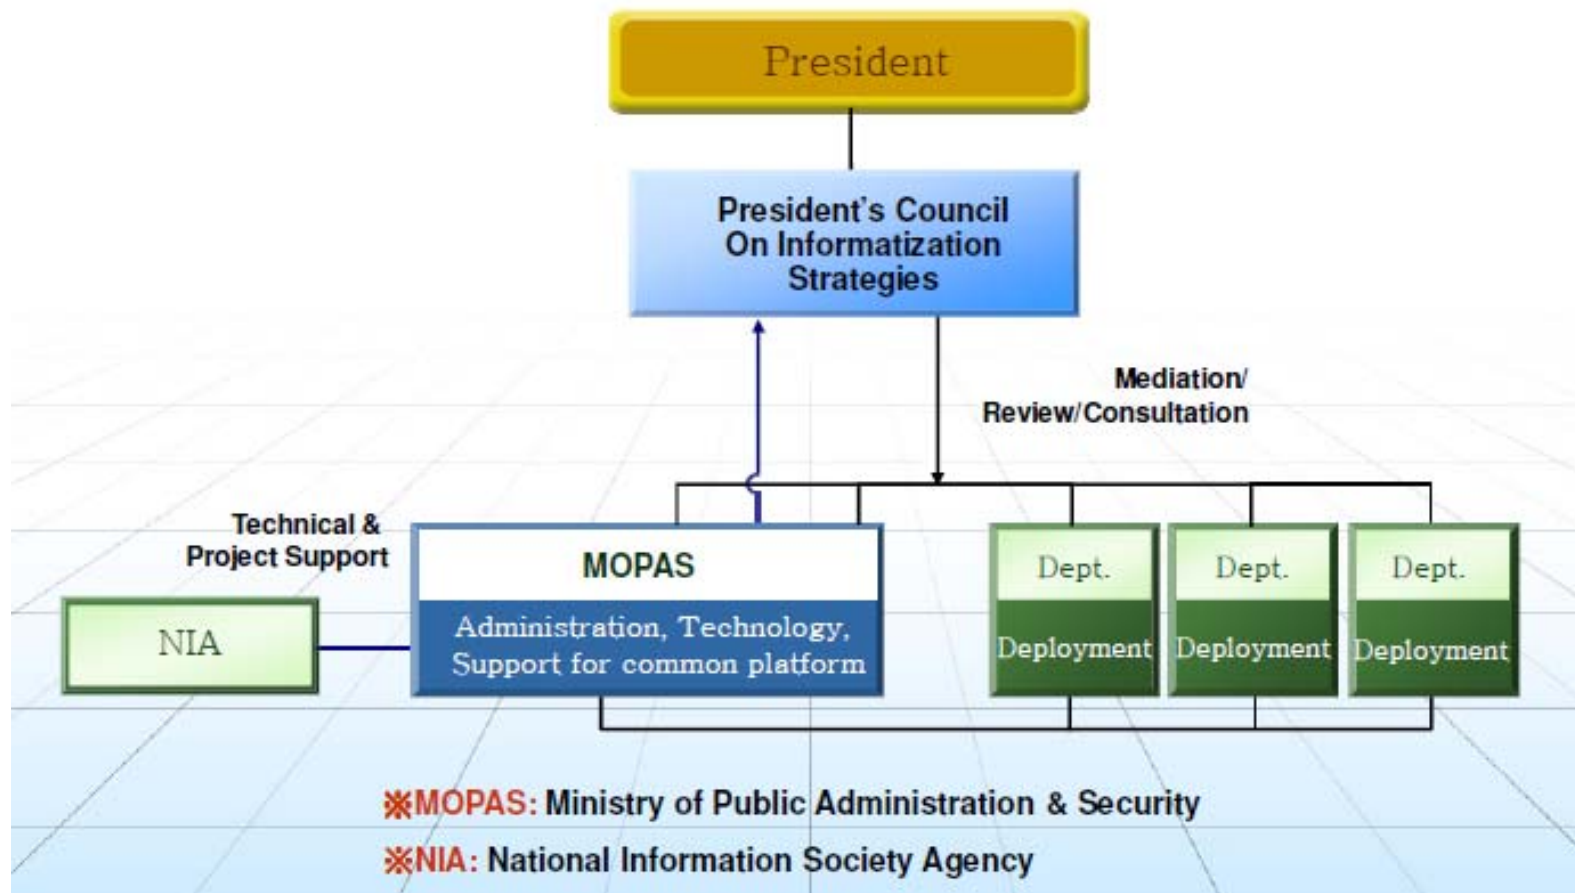 President
President's Council
On Informatization
Strategies
Mediation/
Review/Consultation
Technical &
Project Support
NIA
MOPAS
Administration, Technology,
Support for common platform
Dept.
Deployment
Dept.
Deployment
Dept.
Deployment
※MOPAS: Ministry of Public Administration & Security
※NIA: National Information Society Agency